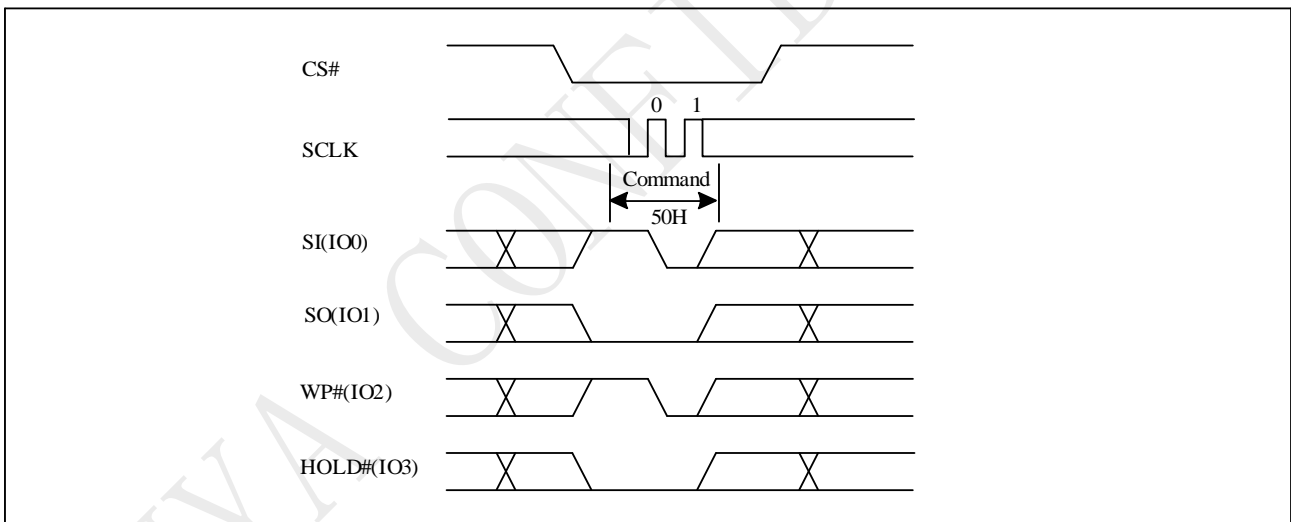 CS#
0 1
SCLK
Command
50H
SI(IO0)
SO(IO1)
WP#(IO2)
HOLD#(IO3)